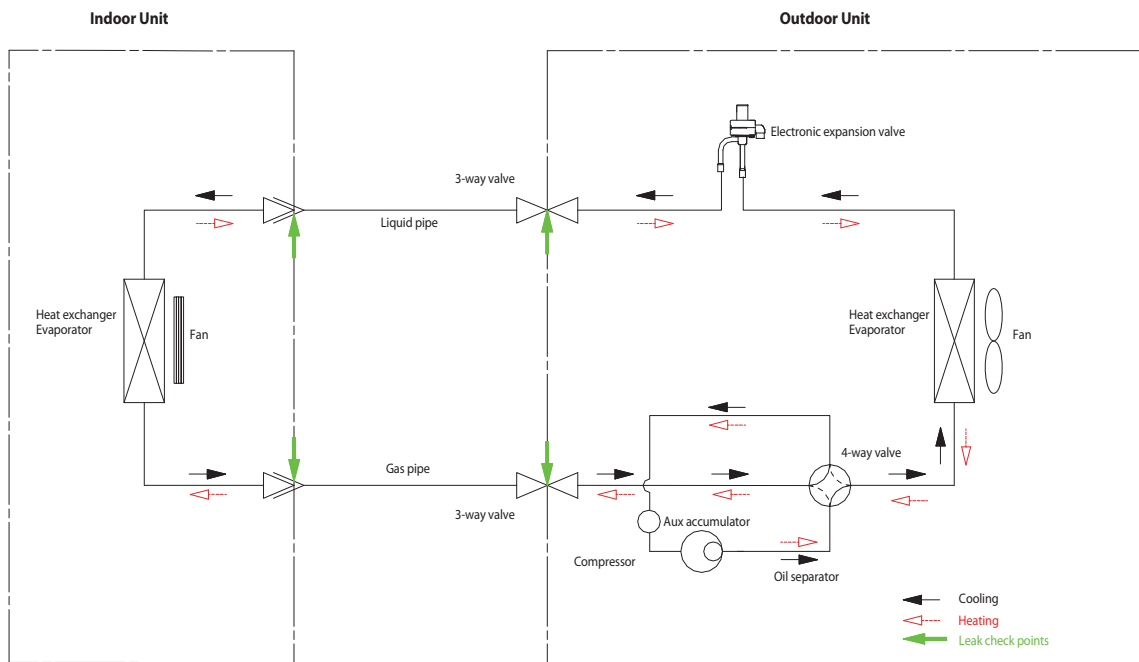 Indoor Unit
Outdoor Unit
Electronic expansion valve
3-way valve
Liquid pipe
Heat exchanger
Evaporator
Fan
Heat exchanger
Evaporator
Fan
4-way valve
Gas pipe
3-way valve
Aux accumulator
Compressor
Oil separator
Cooling
Heating
Leak check points